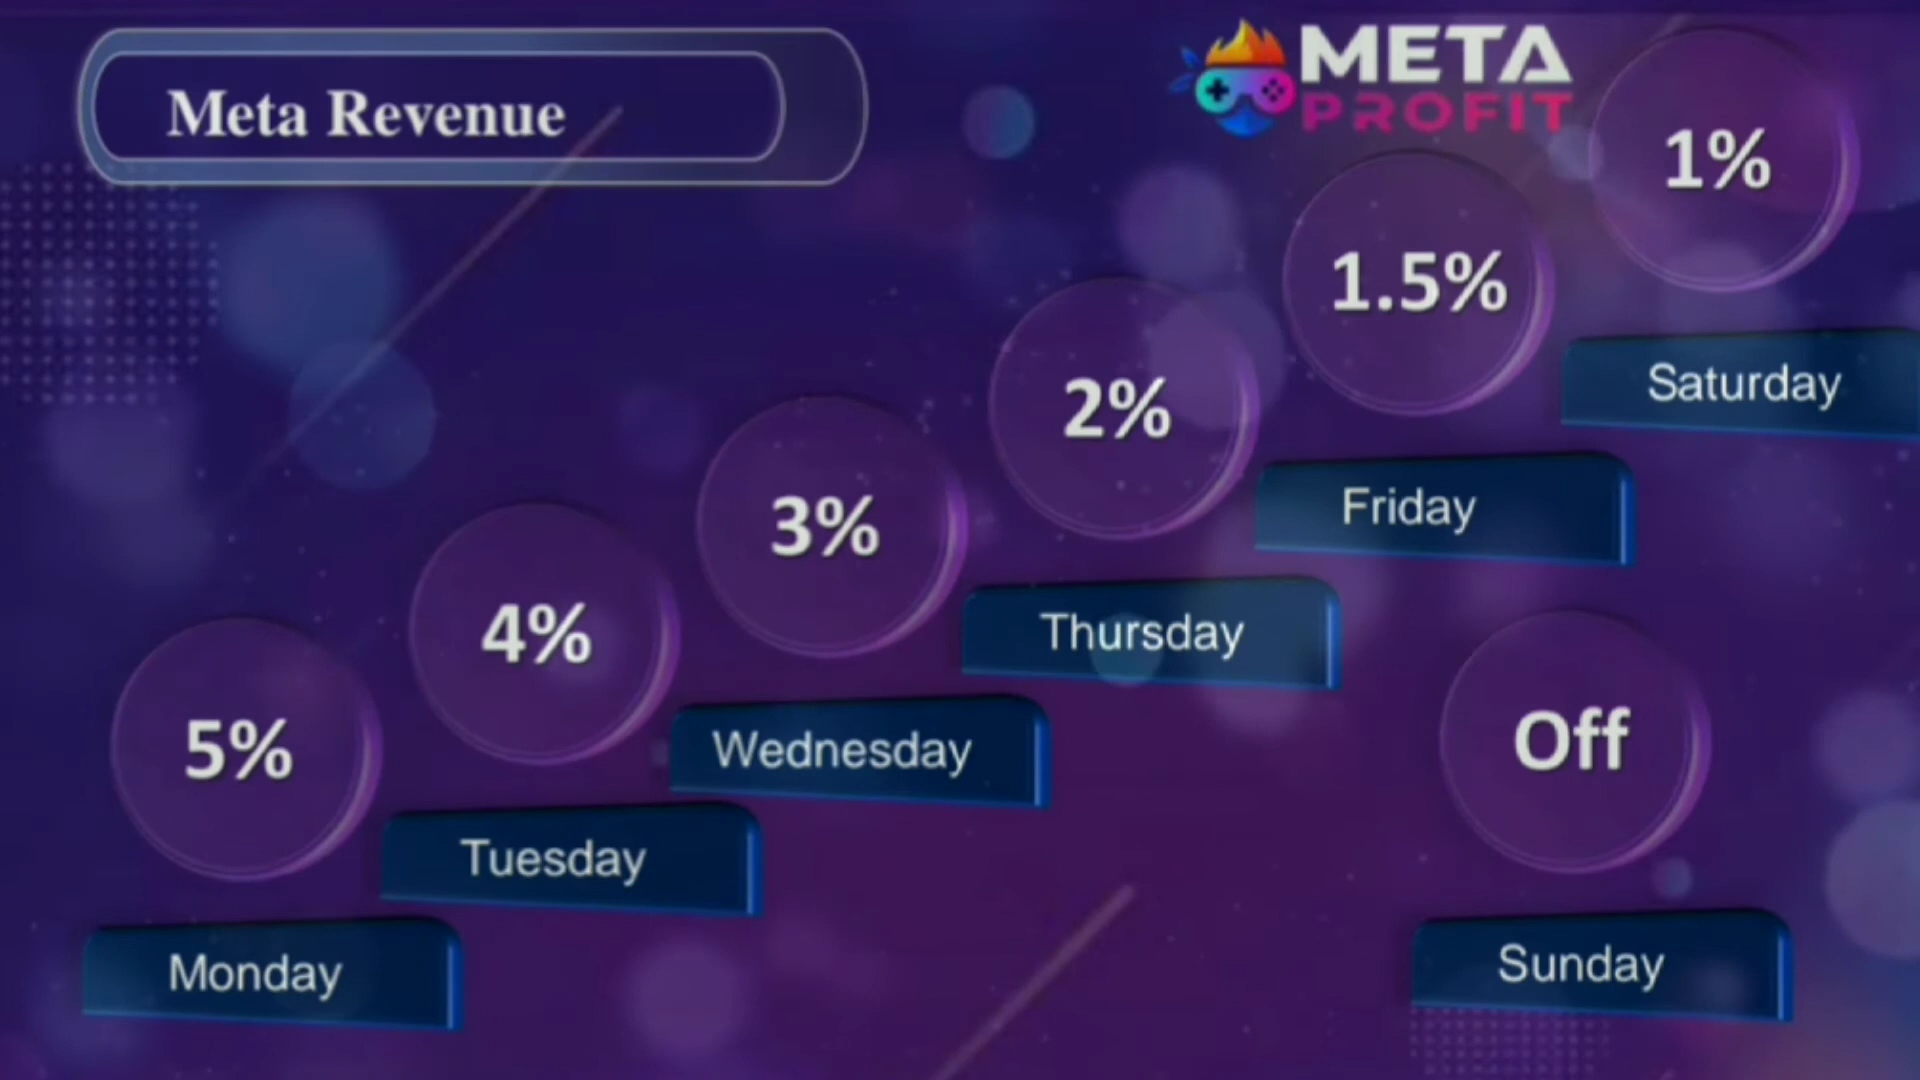 Meta Revenue
META
PROFIT
5%
Monday
4%
Tuesday
3%
Wednesday
2%
Thursday
1.5%
Friday
1%
Saturday
Off
Sunday